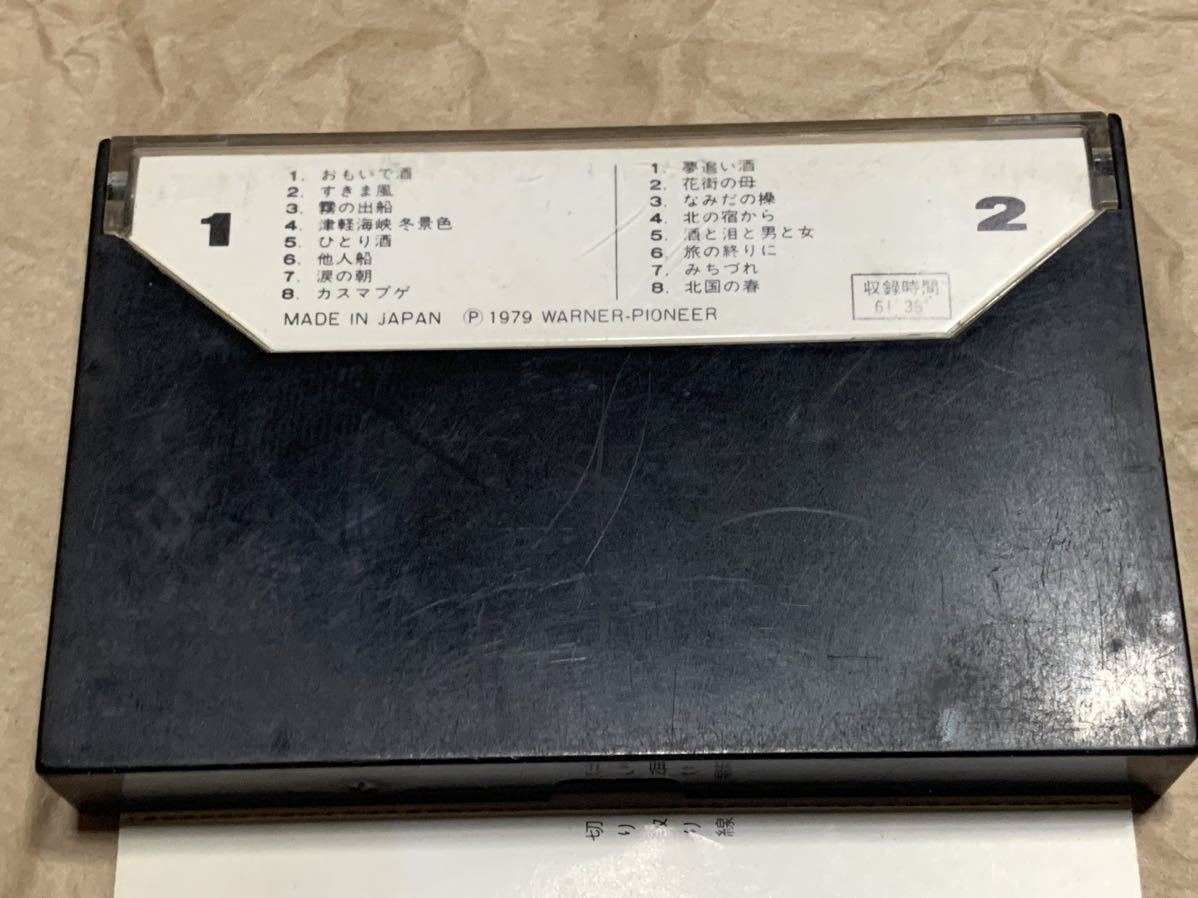 1
1. おもいで酒
2. すきま風
3. 霧の出船
4. 津軽海峡 冬景色
5. ひとり酒
6. 他人船
7. 涙の朝
8. カスマプゲ
1. 夢追い酒
2. 花街の母
3. なみだの操
4. 北の宿から
5. 酒と泪と男と女
6. 旅の終りに
7. みちづれ
8. 北国の春
2
収録時間
61'36"
MADE IN JAPAN Ⓟ 1979 WARNER-PIONEER
切り取り線